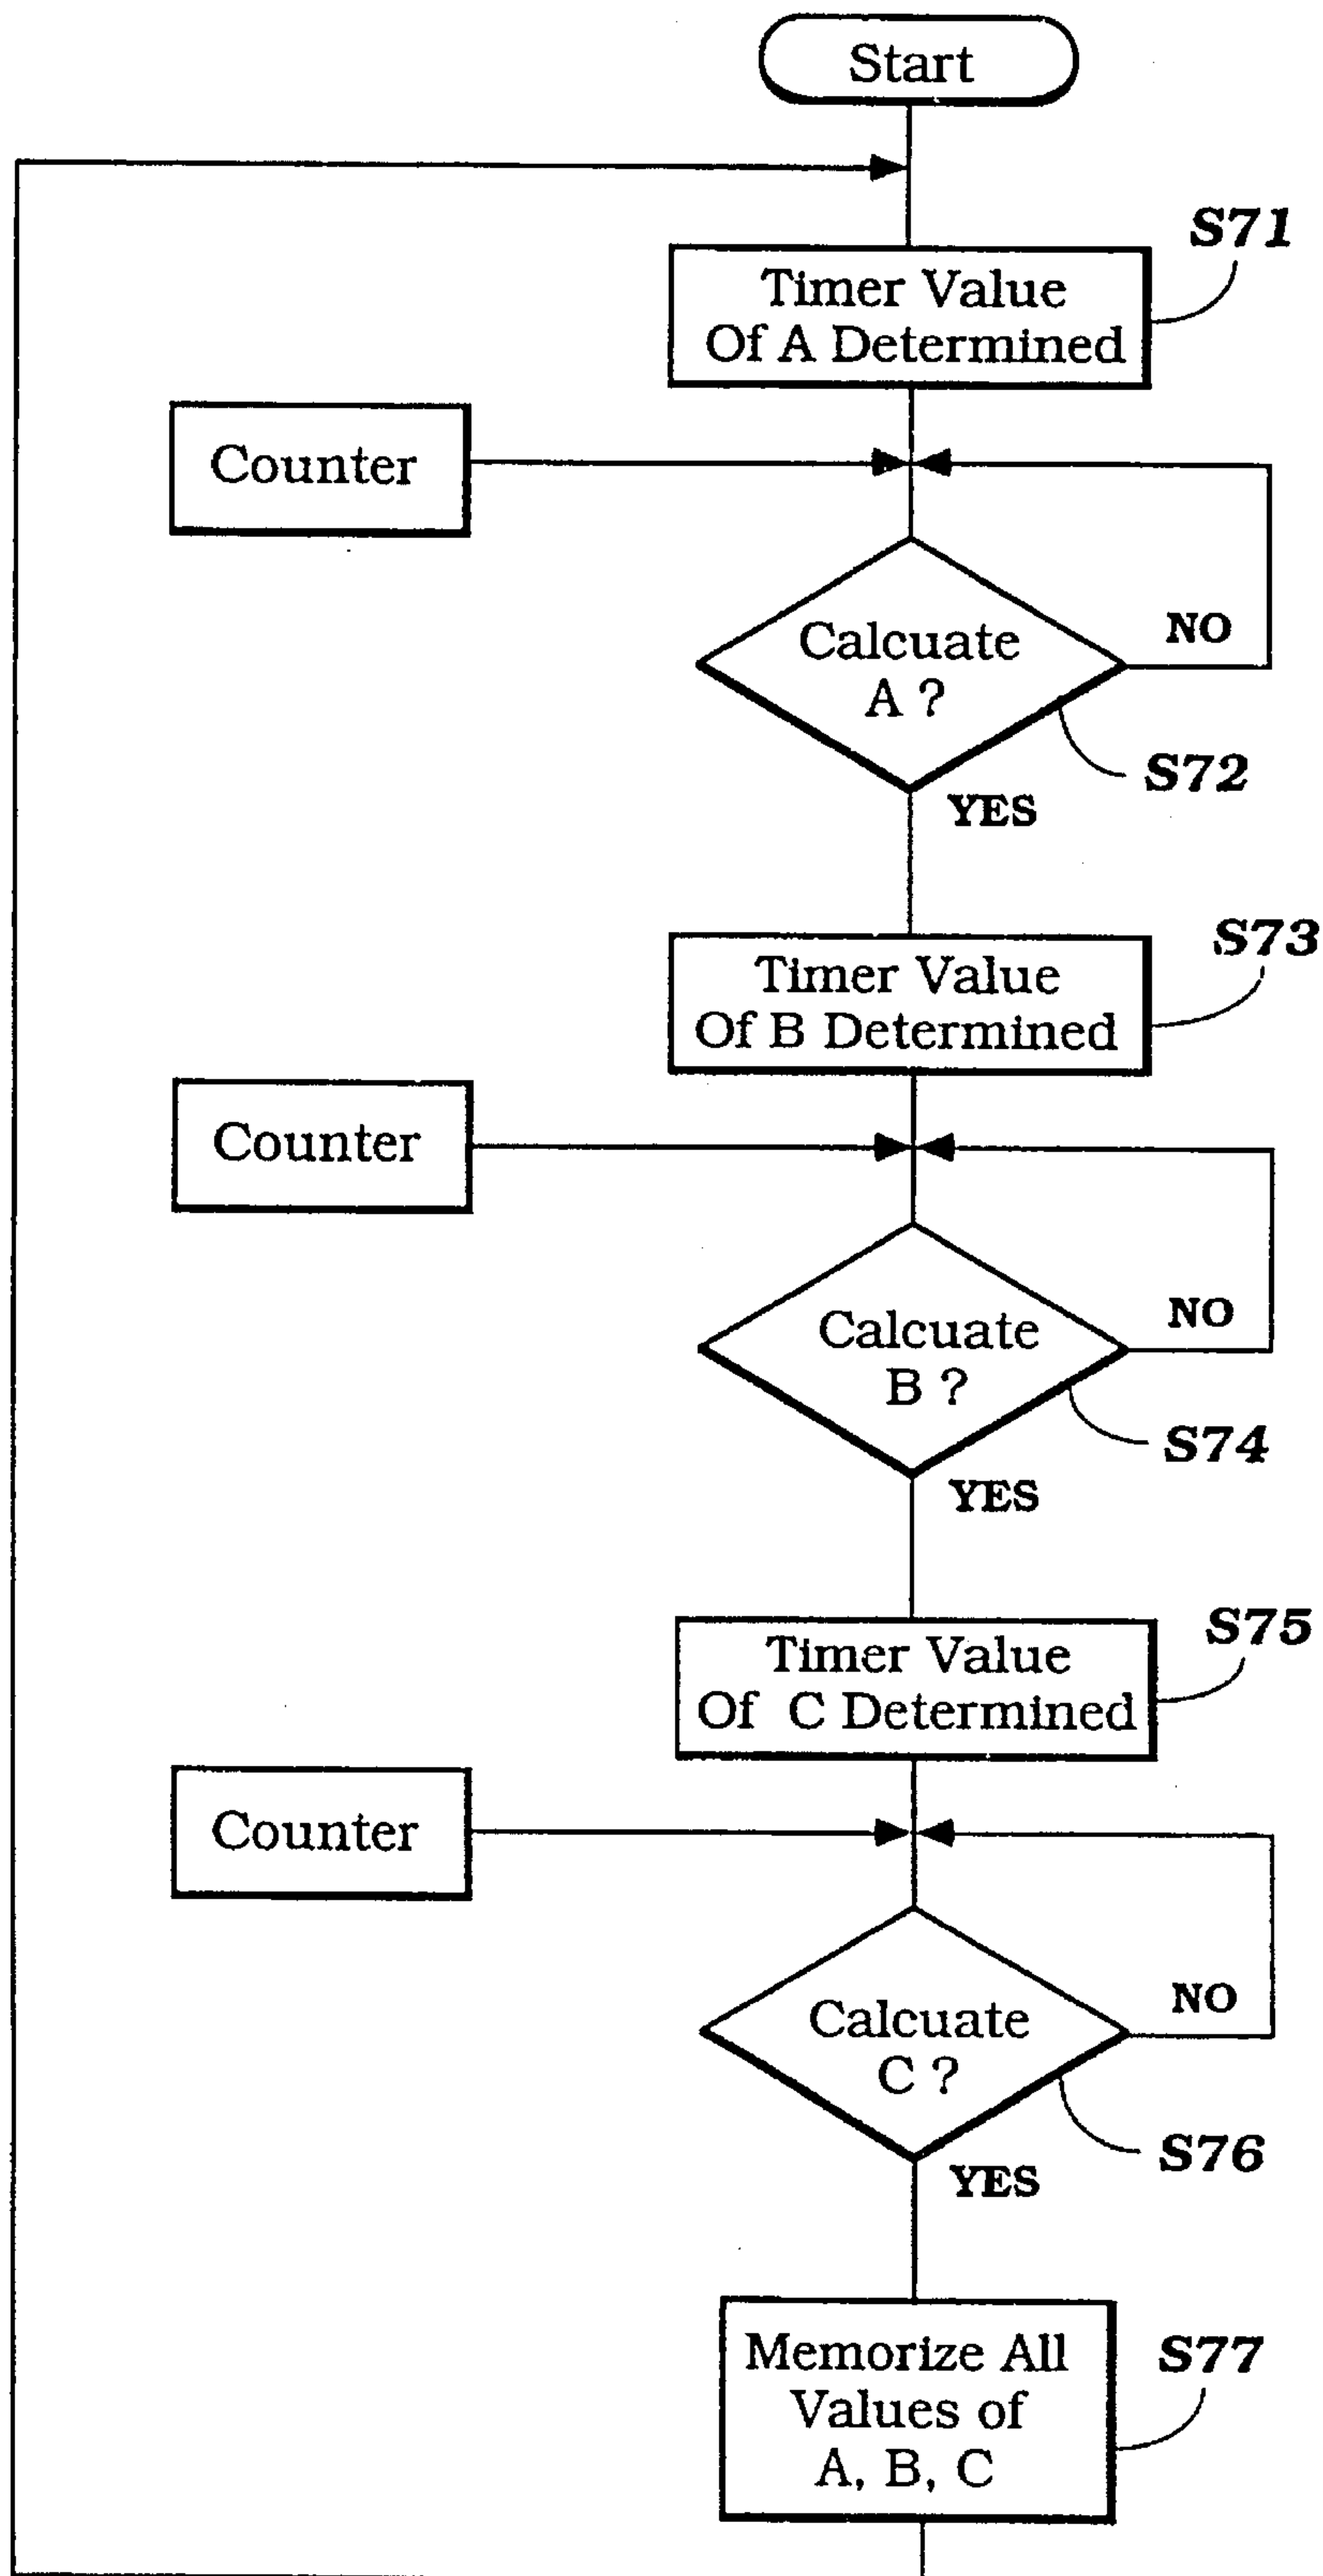 Start
S71
Timer Value
Of A Determined
Counter
Calcuate
A ?
NO
S72
YES
S73
Timer Value
Of B Determined
Counter
Calcuate
B ?
NO
S74
YES
S75
Timer Value
Of C Determined
Counter
Calcuate
C ?
NO
S76
YES
Memorize All
Values of
A, B, C
S77